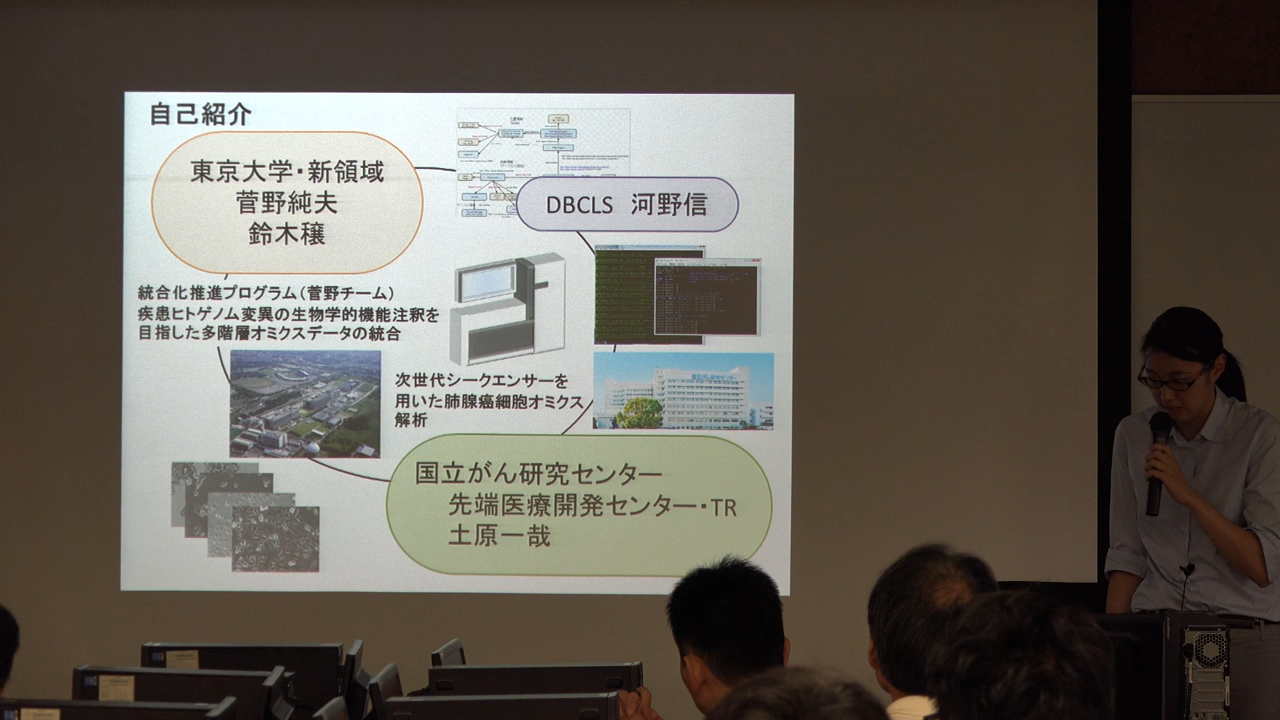 自己紹介
東京大学・新領域
菅野純夫
鈴木穣
DBCLS 河野信
統合化推進プログラム（菅野チーム）
疾患ヒトゲノム変異の生物学的機能注釈を
目指した多階層オミクスデータの統合
次世代シークエンサーを
用いた肺腺癌細胞オミクス
解析
国立がん研究センター
先端医療開発センター・TR
土原一哉